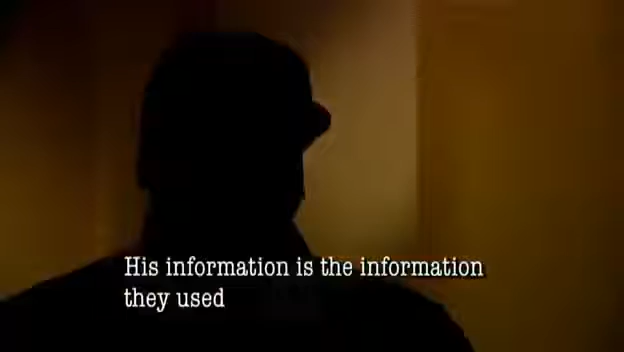 His information is the information
they used